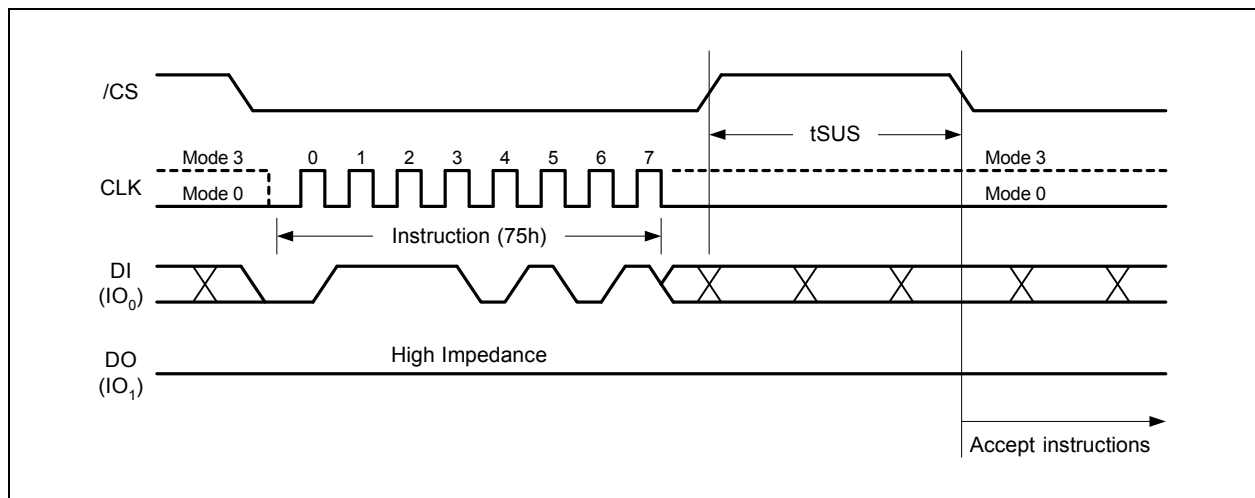 /CS
tSUS
Mode 3 0 1 2 3 4 5 6 7 Mode 3
CLK
Mode 0 Mode 0
Instruction (75h)
DI
(IO₀)
High Impedance
DO
(IO₁)
Accept instructions